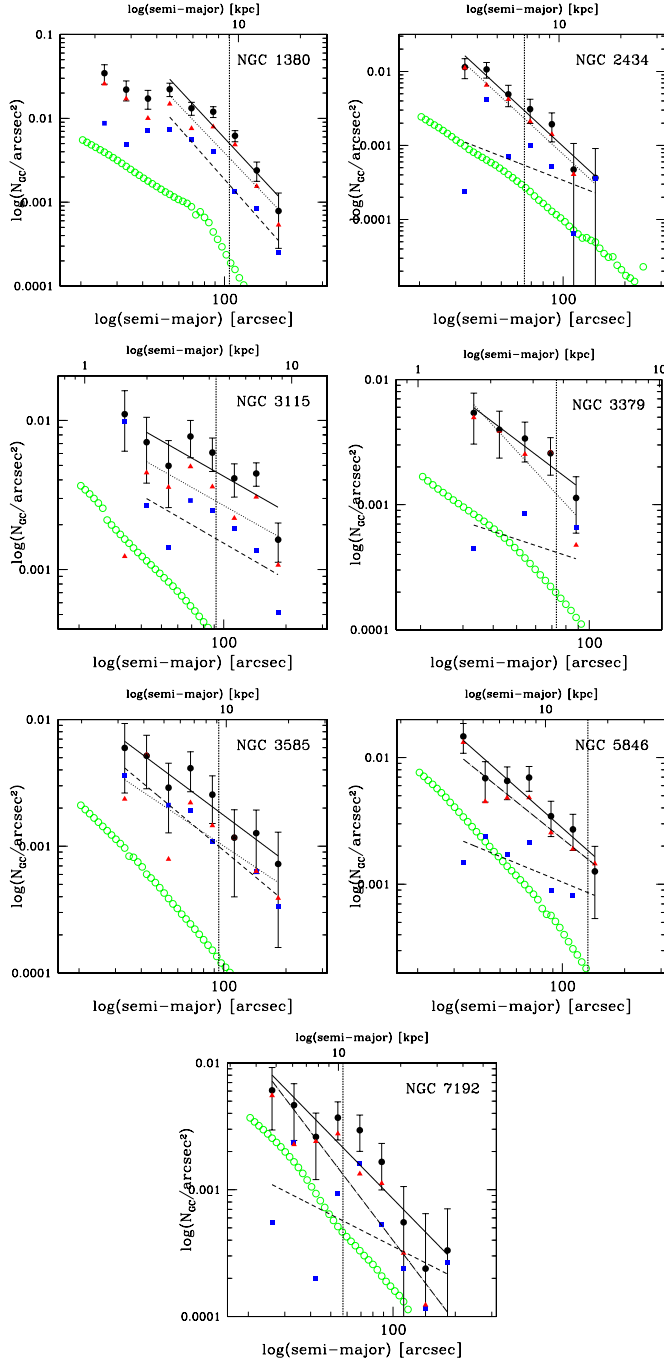 log(semi-major) [kpc]
log(semi-major) [kpc]
10
10
0.1
0.01
0.001
0.0001
log(N_GC/arcsec²)
NGC 1380
0.01
0.001
0.0001
log(N_GC/arcsec²)
NGC 2434
100
100
log(semi-major) [arcsec]
log(semi-major) [arcsec]
log(semi-major) [kpc]
log(semi-major) [kpc]
1
10
1
10
0.01
0.001
log(N_GC/arcsec²)
NGC 3115
0.01
0.001
0.0001
log(N_GC/arcsec²)
NGC 3379
100
100
log(semi-major) [arcsec]
log(semi-major) [arcsec]
log(semi-major) [kpc]
log(semi-major) [kpc]
10
10
0.01
0.001
0.0001
log(N_GC/arcsec²)
NGC 3585
0.01
0.001
log(N_GC/arcsec²)
NGC 5846
100
100
log(semi-major) [arcsec]
log(semi-major) [arcsec]
log(semi-major) [kpc]
10
0.01
0.001
0.0001
log(N_GC/arcsec²)
NGC 7192
100
log(semi-major) [arcsec]